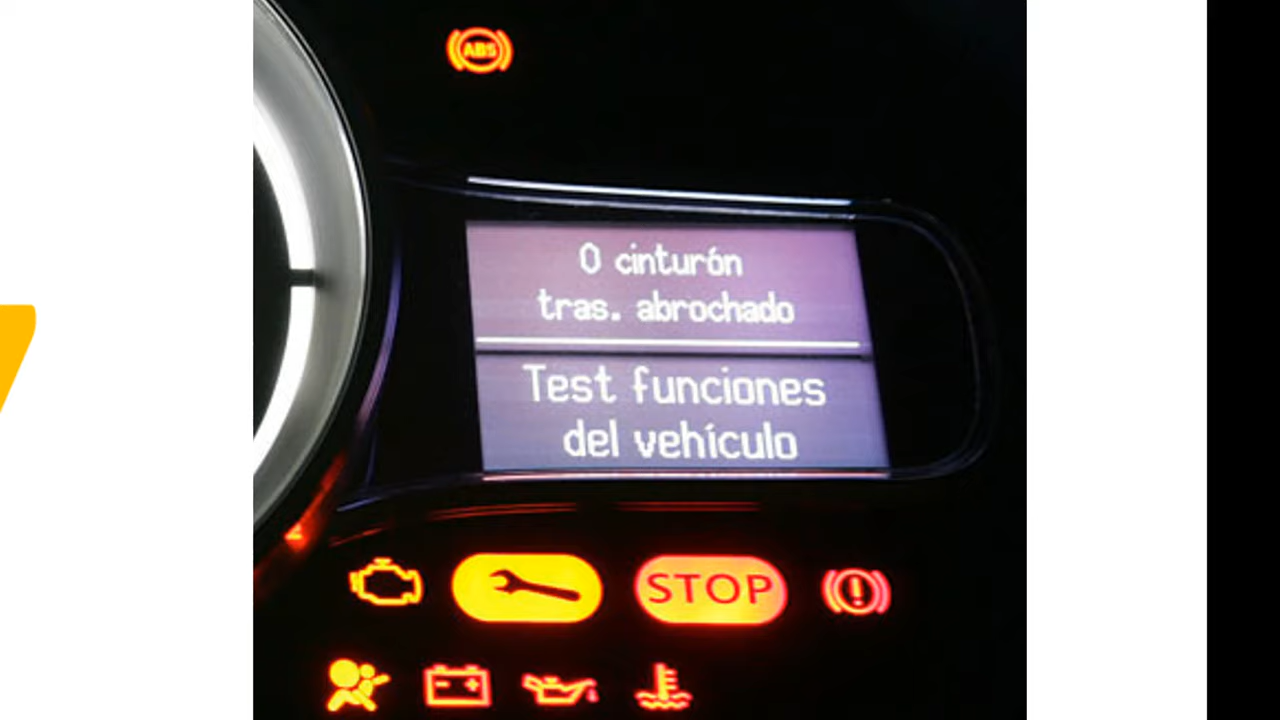 ABS
0 cinturón
tras. abrochado
Test funciones
del vehículo
STOP